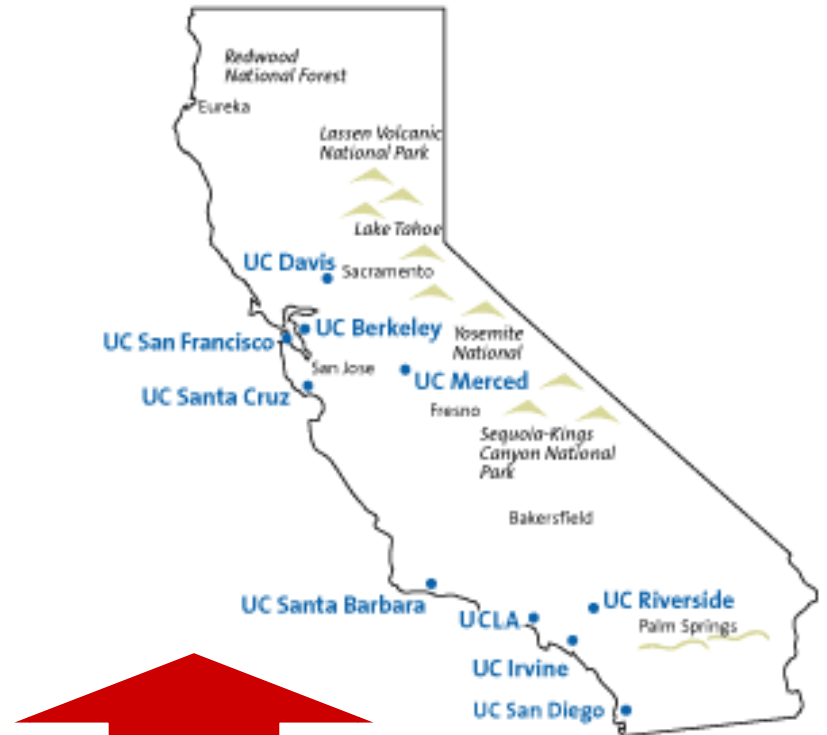 Redwood
National Forest
Eureka
Lassen Volcanic
National Park
Lake Tahoe
UC Davis
Sacramento
UC Berkeley
UC San Francisco
Yosemite
National
San Jose
UC Merced
UC Santa Cruz
Fresno
Sequoia-Kings
Canyon National
Park
Bakersfield
UC Santa Barbara
UC Riverside
UCLA
Palm Springs
UC Irvine
UC San Diego